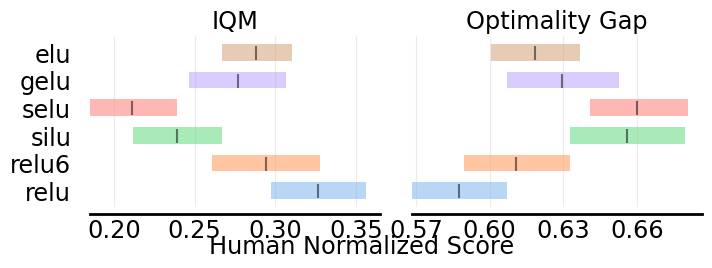 IQM Optimality Gap
elu
gelu
selu
silu
relu6
relu
0.20 0.25 0.30 0.35 0.57 0.60 0.63 0.66
Human Normalized Score